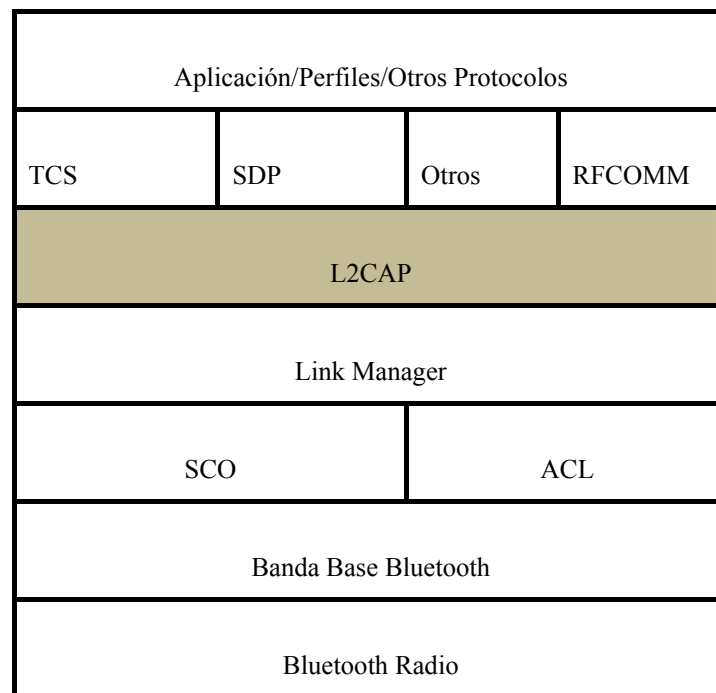 Aplicación/Perfiles/Otros Protocolos
TCS
SDP
Otros
RFCOMM
L2CAP
Link Manager
SCO
ACL
Banda Base Bluetooth
Bluetooth Radio